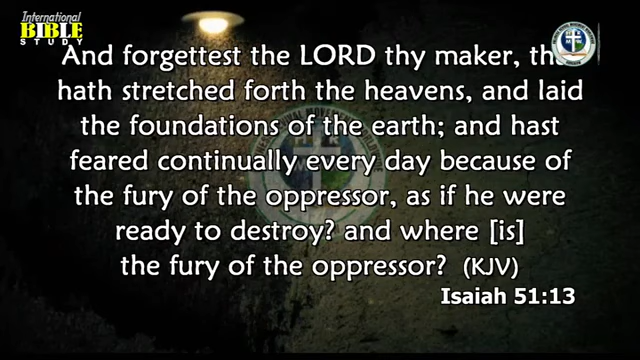 International
BIBLE
STUDY
And forgettest the LORD thy maker,
hath stretched forth the heavens, and laid
the foundations of the earth; and hast
feared continually every day because of
the fury of the oppressor, as if he were
ready to destroy? and where [is]
the fury of the oppressor? (KJV)
Isaiah 51:13